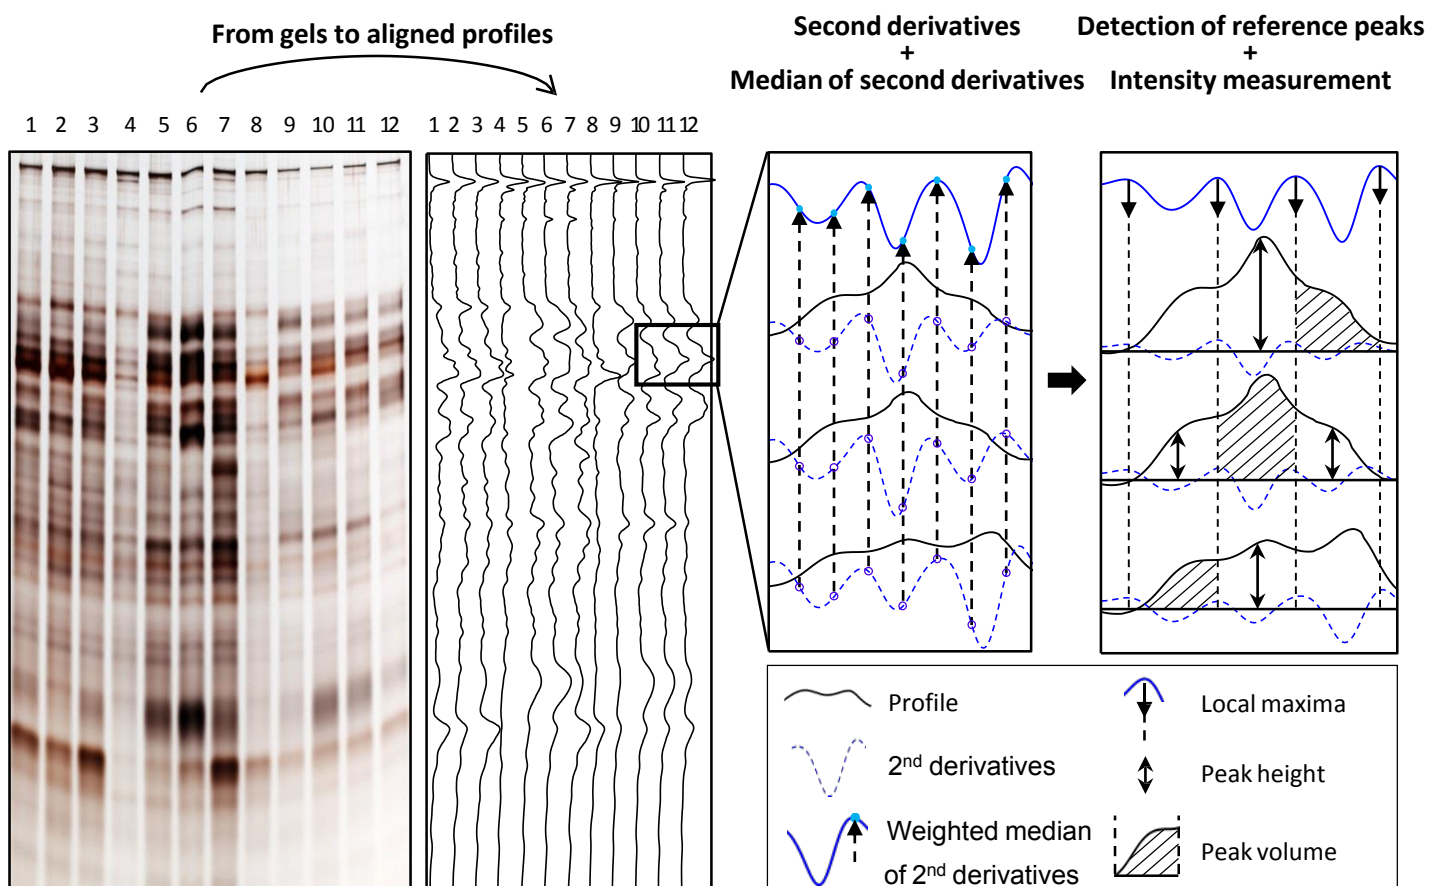 From gels to aligned profiles
Second derivatives
+
Median of second derivatives
Detection of reference peaks
+
Intensity measurement
1 2 3 4 5 6 7 8 9 10 11 12
1 2 3 4 5 6 7 8 9 10 11 12
Profile
2nd derivatives
Weighted median
of 2nd derivatives
Local maxima
Peak height
Peak volume